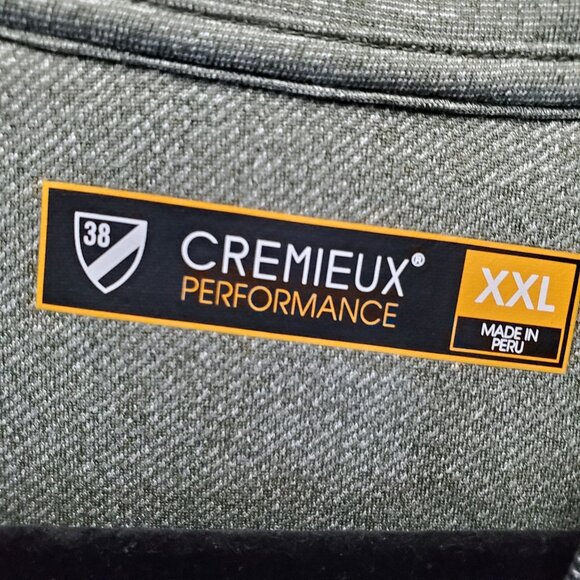 38
CREMIEUX®
PERFORMANCE
XXL
MADE IN
PERU